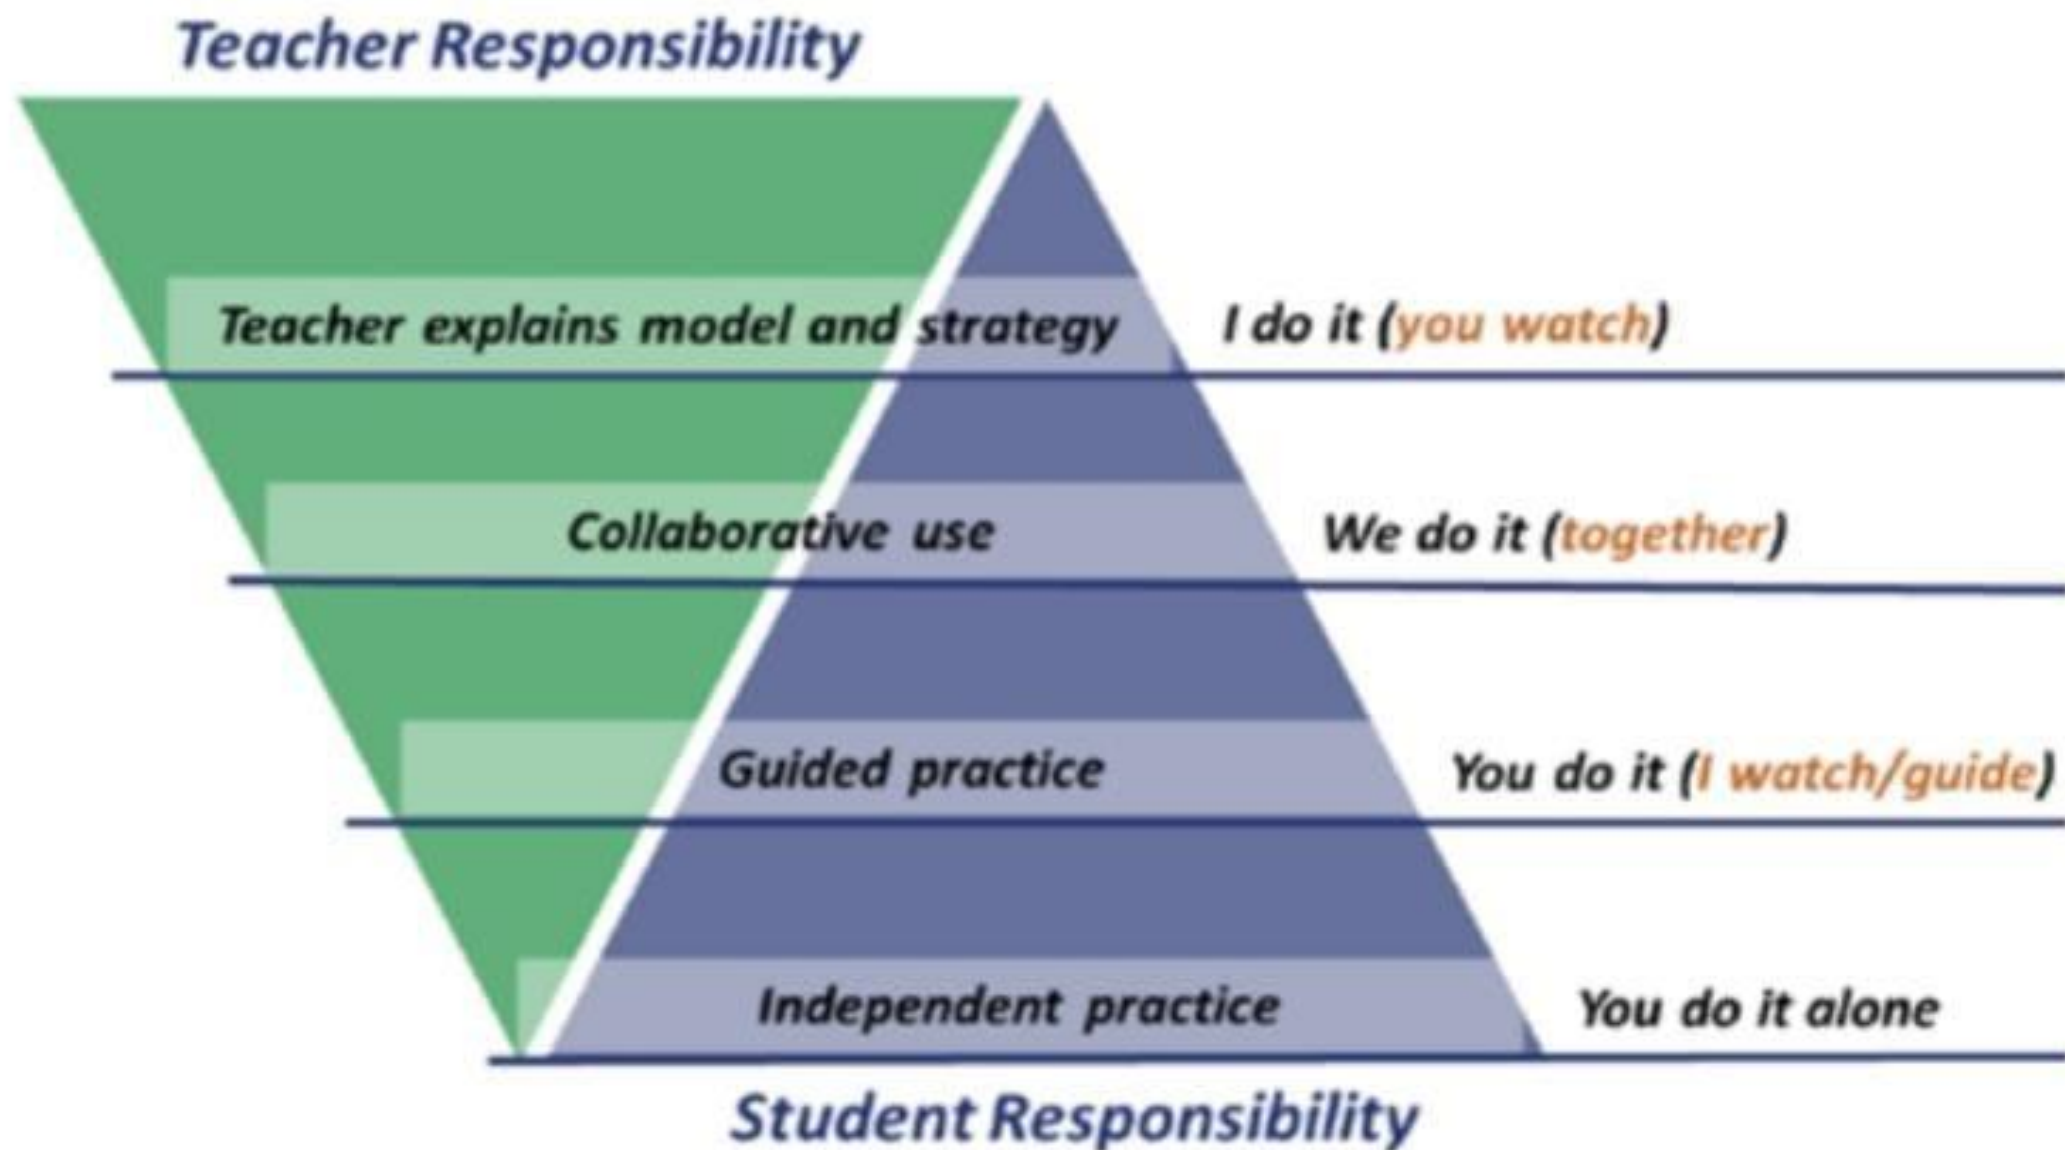 Teacher Responsibility
Teacher explains model and strategy I do it (you watch)
Collaborative use We do it (together)
Guided practice You do it (I watch/guide)
Independent practice You do it alone
Student Responsibility